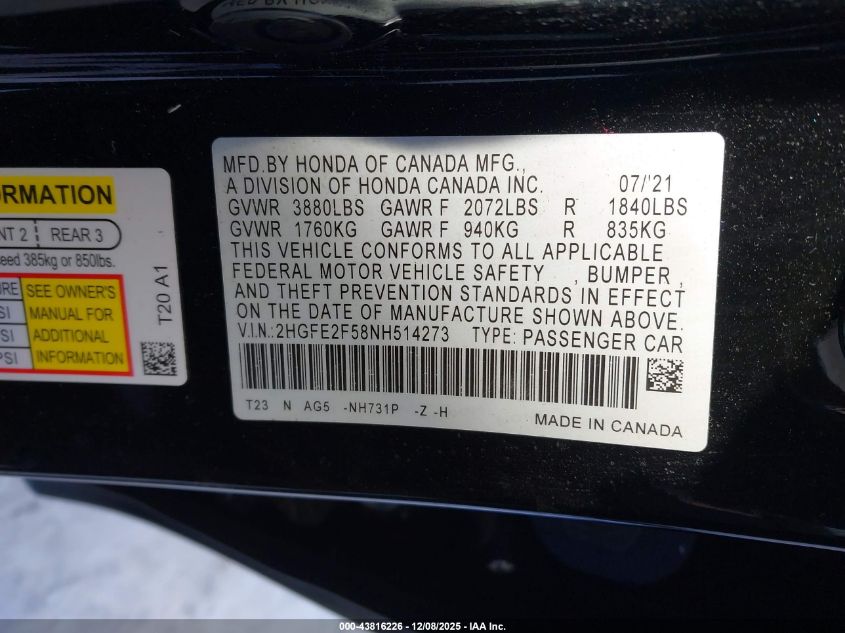 MFD.BY HONDA OF CANADA MFG.,
A DIVISION OF HONDA CANADA INC. 07/'21
GVWR 3880LBS GAWR F 2072LBS R 1840LBS
GVWR 1760KG GAWR F 940KG R 835KG
THIS VEHICLE CONFORMS TO ALL APPLICABLE
FEDERAL MOTOR VEHICLE SAFETY , BUMPER ,
AND THEFT PREVENTION STANDARDS IN EFFECT
ON THE DATE OF MANUFACTURE SHOWN ABOVE.
V.I.N.:2HGFE2F58NH514273 TYPE: PASSENGER CAR
T23 N AG5 -NH731P -Z -H
MADE IN CANADA
ORMATION
NT 2 REAR 3
eed 385kg or 850lbs.
URE SEE OWNER'S
SI MANUAL FOR
SI ADDITIONAL
PSI INFORMATION
T20 A1
000-43816226 - 12/08/2025 - IAA Inc.